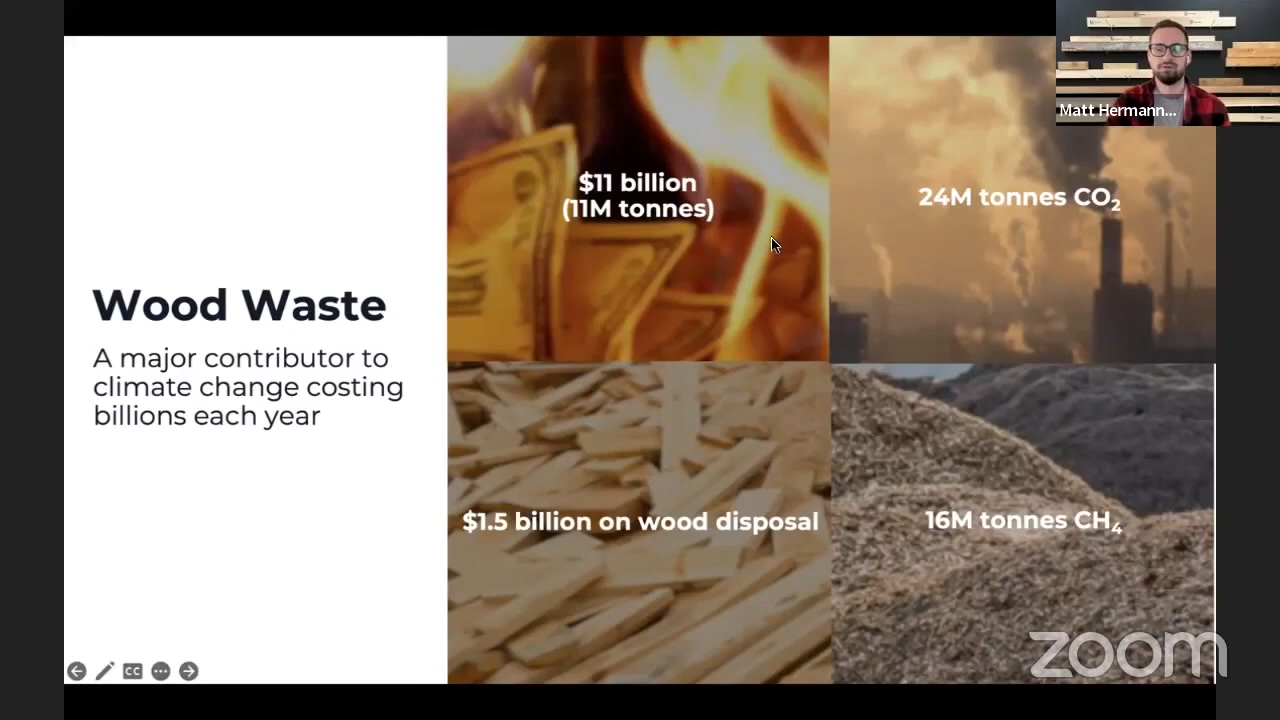 Matt Hermann...
Wood Waste
A major contributor to
climate change costing
billions each year
$11 billion
(11M tonnes)
24M tonnes CO₂
$1.5 billion on wood disposal
16M tonnes CH₄
CC
zoom